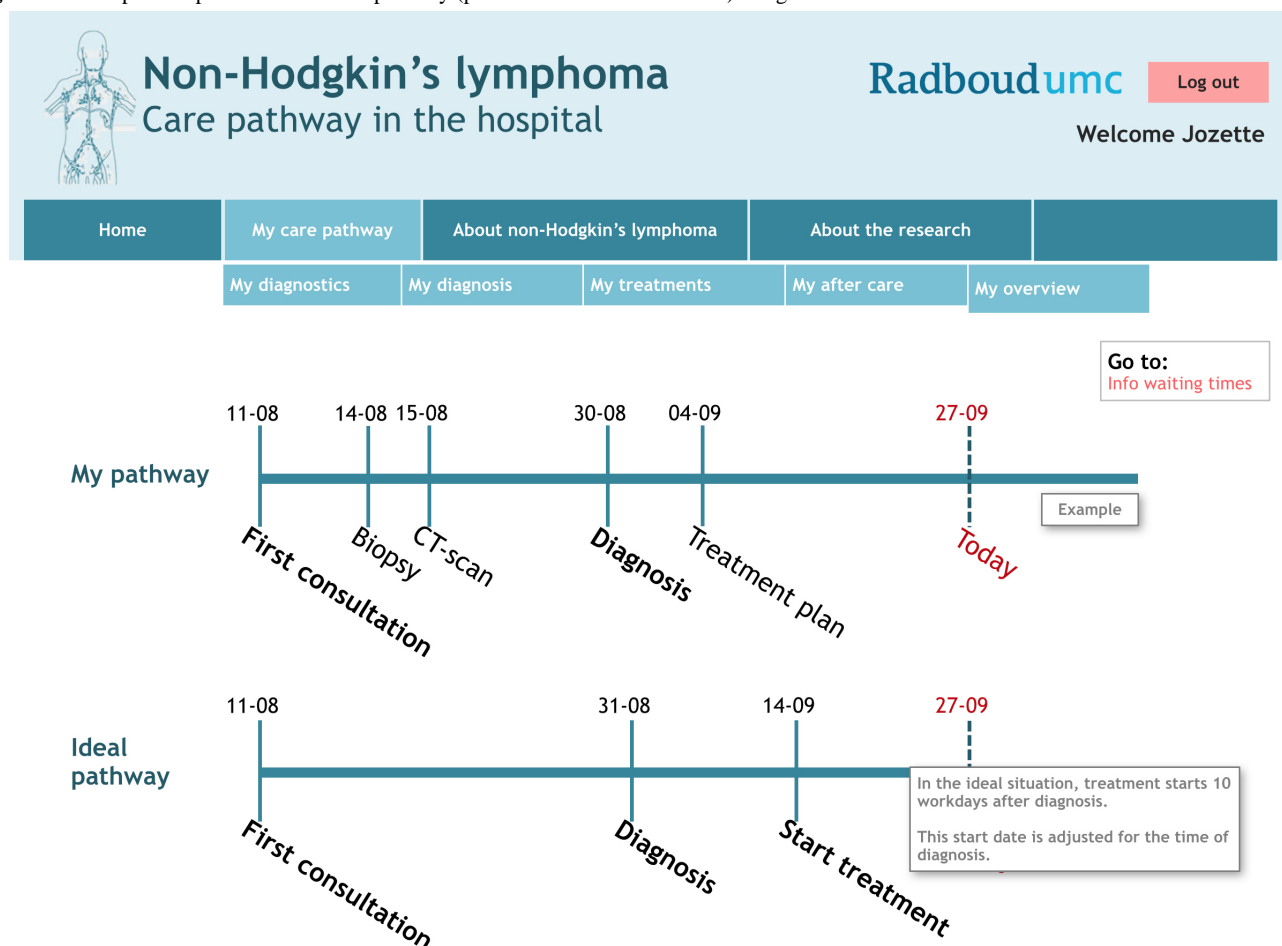 Non-Hodgkin's lymphoma
Care pathway in the hospital
Radboudumc
Log out
Welcome Jozette
Home
My care pathway
About non-Hodgkin's lymphoma
About the research
My diagnostics
My diagnosis
My treatments
My after care
My overview
Go to:
Info waiting times
11-08
14-08
15-08
30-08
04-09
27-09
My pathway
Example
First consultation
Biopsy
CT-scan
Diagnosis
Treatment plan
Today
11-08
31-08
14-09
27-09
Ideal
pathway
In the ideal situation, treatment starts 10
workdays after diagnosis.
This start date is adjusted for the time of
diagnosis.
First consultation
Diagnosis
Start treatment